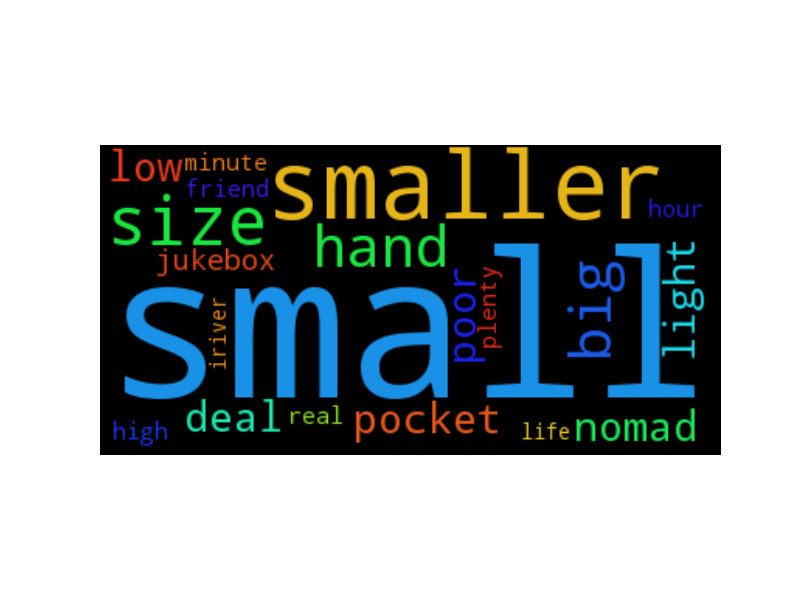 low
minute
smaller
friend
hour
size
hand
jukebox
small
iriver
poor
plenty
big
light
high
deal
real
pocket
life
nomad